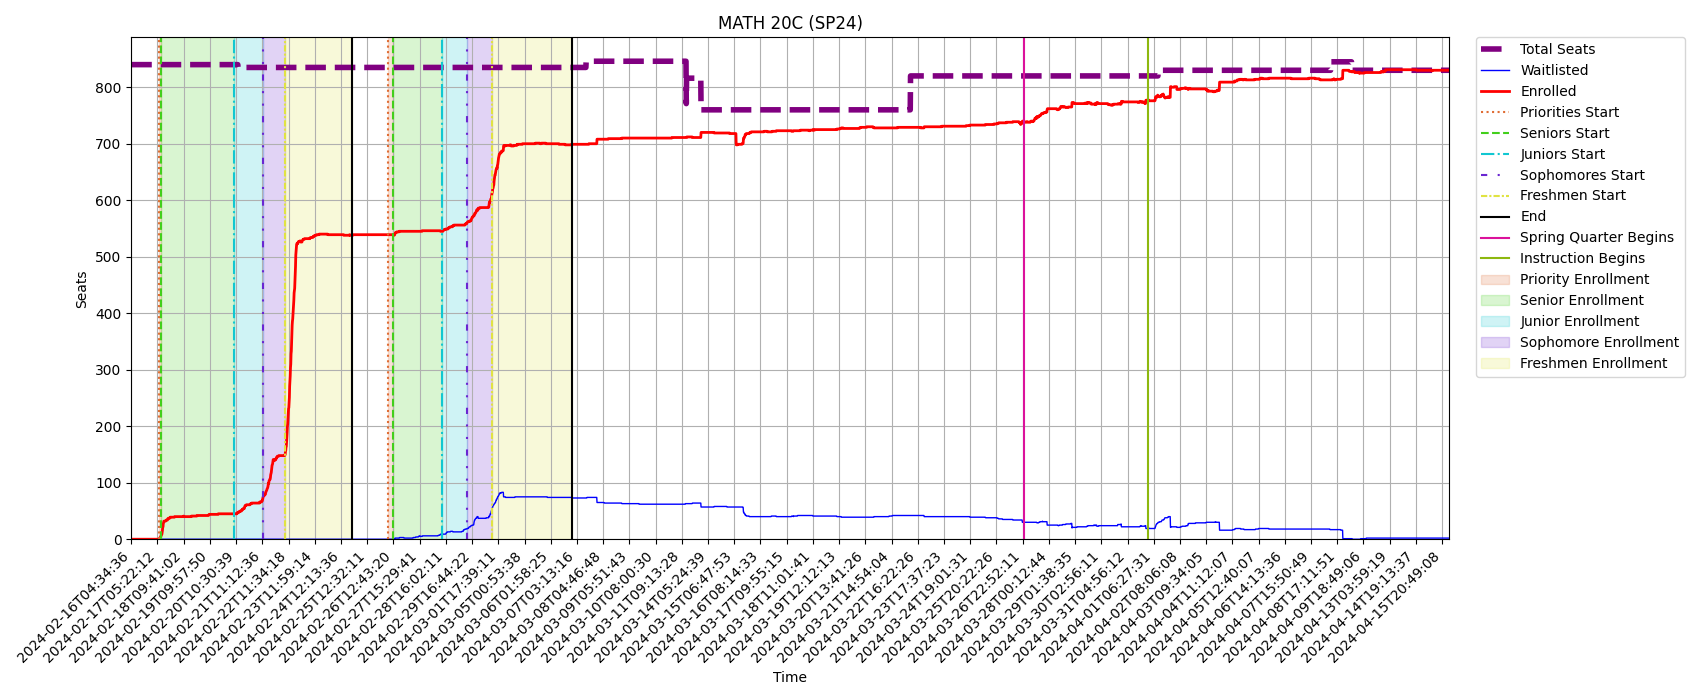 MATH 20C (SP24)
Seats
800
700
600
500
400
300
200
100
0
2024-02-16T04:34:36
2024-02-17T05:22:12
2024-02-18T09:41:02
2024-02-19T09:57:50
2024-02-20T10:30:39
2024-02-21T11:12:36
2024-02-22T11:34:18
2024-02-23T11:59:14
2024-02-24T12:13:36
2024-02-25T12:32:11
2024-02-26T12:43:20
2024-02-27T15:29:41
2024-02-28T16:02:11
2024-02-29T16:44:22
2024-03-01T17:39:11
2024-03-05T00:53:38
2024-03-06T01:58:25
2024-03-07T03:13:16
2024-03-08T04:46:48
2024-03-09T05:51:43
2024-03-10T08:00:30
2024-03-11T09:13:28
2024-03-14T05:24:39
2024-03-15T06:47:53
2024-03-16T08:14:33
2024-03-17T09:55:15
2024-03-18T11:01:41
2024-03-19T12:12:13
2024-03-20T13:41:26
2024-03-21T14:54:04
2024-03-22T16:22:26
2024-03-23T17:37:23
2024-03-24T19:01:31
2024-03-25T20:22:26
2024-03-26T22:52:11
2024-03-28T00:12:44
2024-03-29T01:38:35
2024-03-30T02:56:11
2024-03-31T04:56:12
2024-04-01T06:27:31
2024-04-02T08:06:08
2024-04-03T09:34:05
2024-04-04T11:12:07
2024-04-05T12:40:07
2024-04-06T14:13:36
2024-04-07T15:50:49
2024-04-08T17:11:51
2024-04-09T18:49:06
2024-04-13T03:59:19
2024-04-14T19:13:37
2024-04-15T20:49:08
Time
Total Seats
Waitlisted
Enrolled
Priorities Start
Seniors Start
Juniors Start
Sophomores Start
Freshmen Start
End
Spring Quarter Begins
Instruction Begins
Priority Enrollment
Senior Enrollment
Junior Enrollment
Sophomore Enrollment
Freshmen Enrollment